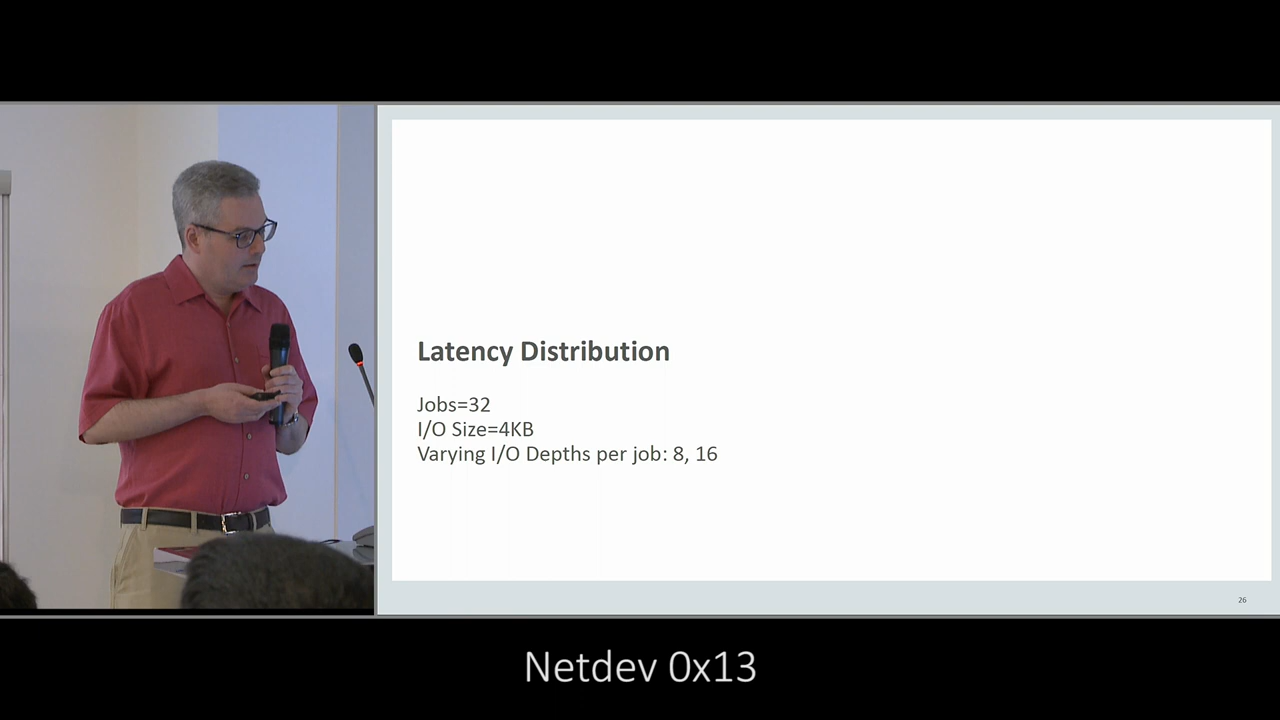 Latency Distribution
Jobs=32
I/O Size=4KB
Varying I/O Depths per job: 8, 16
26
Netdev 0x13